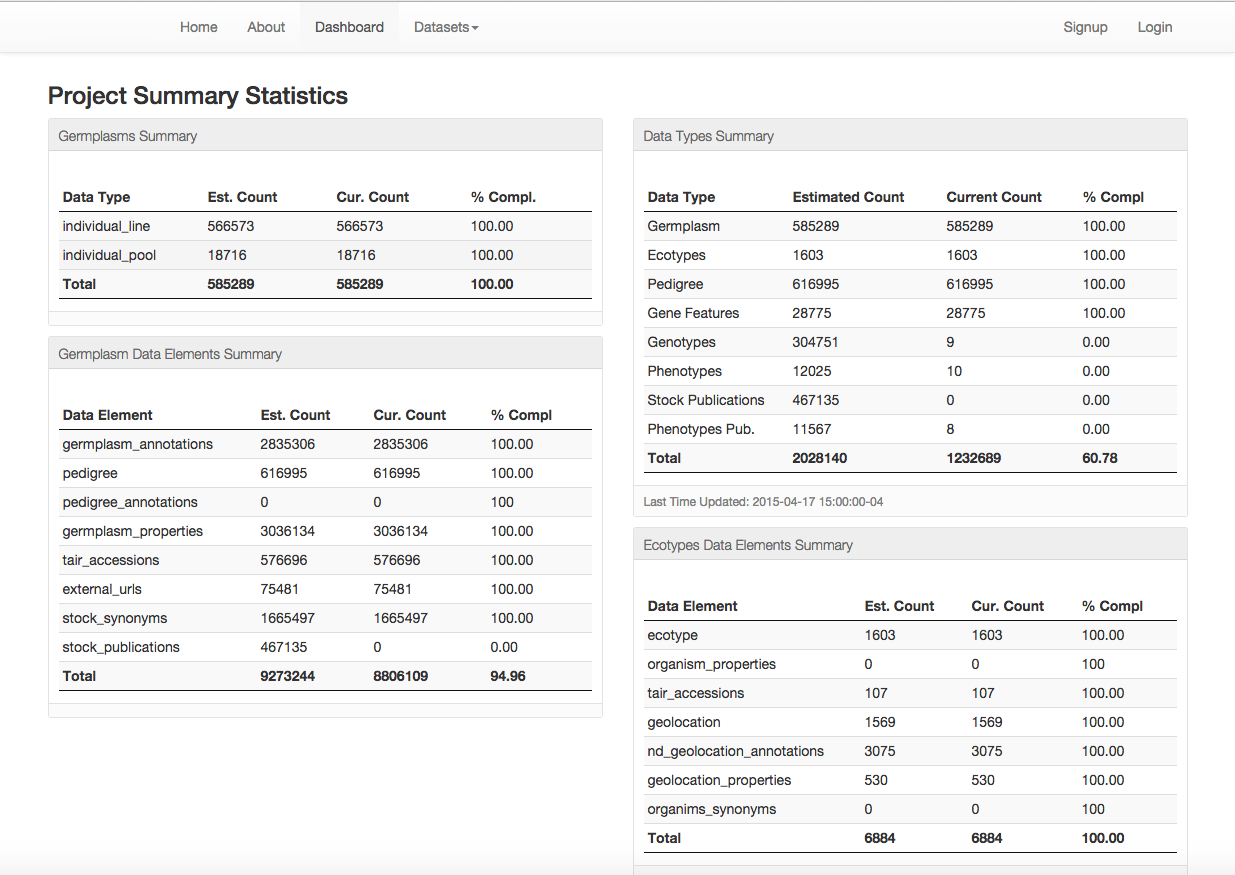 Home About Dashboard Datasets Signup Login
Project Summary Statistics
Germplasms Summary
Data Type Est. Count Cur. Count % Compl.
individual_line 566573 566573 100.00
individual_pool 18716 18716 100.00
Total 585289 585289 100.00
Germplasm Data Elements Summary
Data Element Est. Count Cur. Count % Compl
germplasm_annotations 2835306 2835306 100.00
pedigree 616995 616995 100.00
pedigree_annotations 0 0 100
germplasm_properties 3036134 3036134 100.00
tair_accessions 576696 576696 100.00
external_urls 75481 75481 100.00
stock_synonyms 1665497 1665497 100.00
stock_publications 467135 0 0.00
Total 9273244 8806109 94.96
Data Types Summary
Data Type Estimated Count Current Count % Compl
Germplasm 585289 585289 100.00
Ecotypes 1603 1603 100.00
Pedigree 616995 616995 100.00
Gene Features 28775 28775 100.00
Genotypes 304751 9 0.00
Phenotypes 12025 10 0.00
Stock Publications 467135 0 0.00
Phenotypes Pub. 11567 8 0.00
Total 2028140 1232689 60.78
Last Time Updated: 2015-04-17 15:00:00-04
Ecotypes Data Elements Summary
Data Element Est. Count Cur. Count % Compl
ecotype 1603 1603 100.00
organism_properties 0 0 100
tair_accessions 107 107 100.00
geolocation 1569 1569 100.00
nd_geolocation_annotations 3075 3075 100.00
geolocation_properties 530 530 100.00
organims_synonyms 0 0 100
Total 6884 6884 100.00